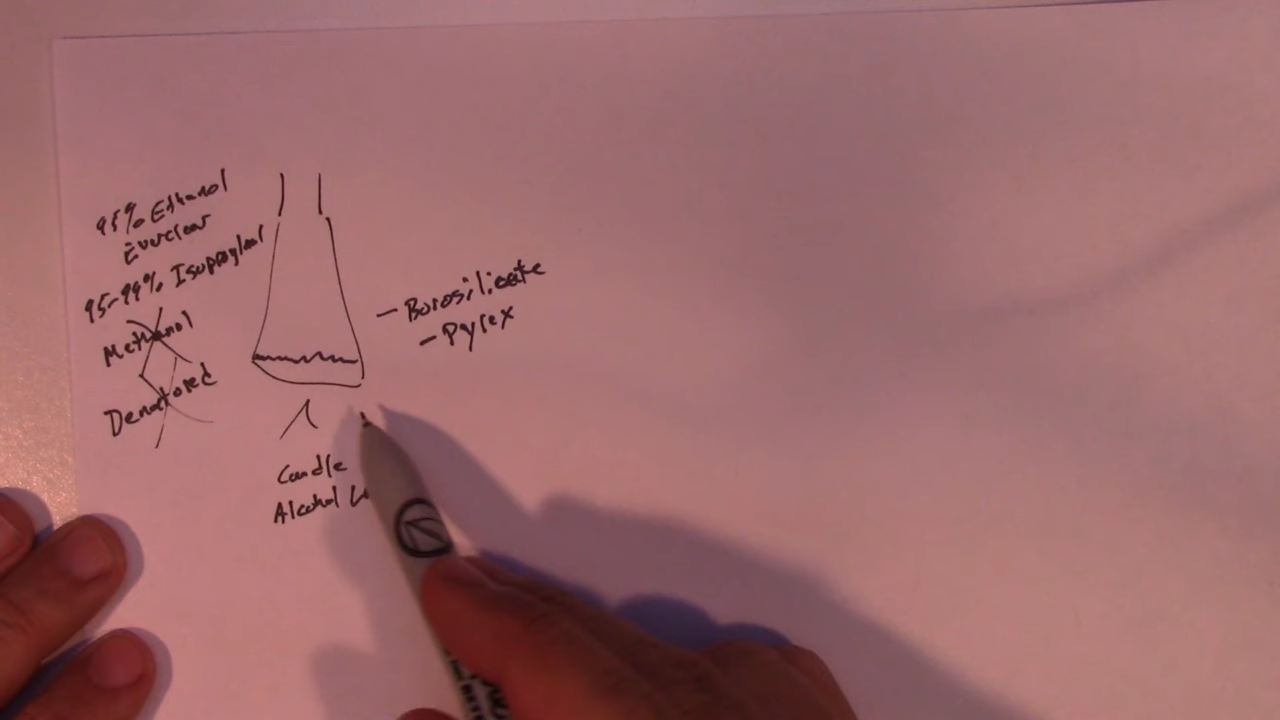 95% Ethanol
Everclear
95-99% Isopropyl
Methanol
Denatured
- Borosilicate
- Pyrex
Candle
Alcohol